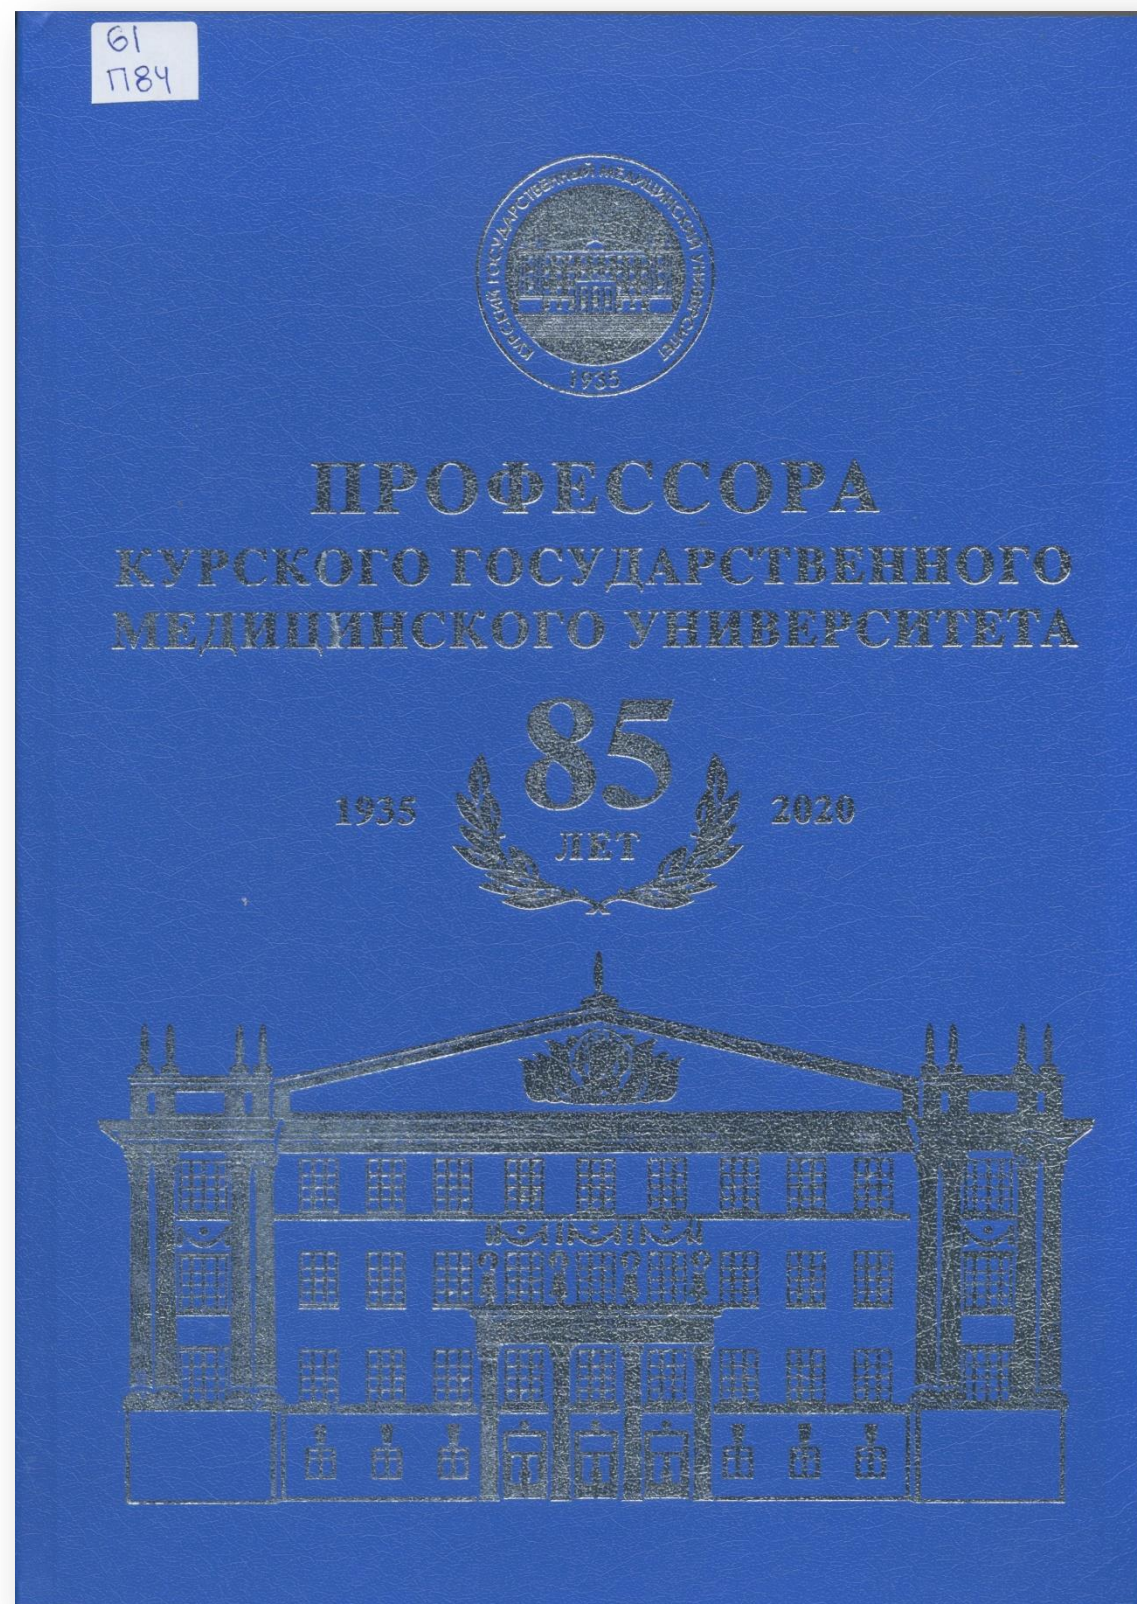 61
П84
КУРСКИЙ ГОСУДАРСТВЕННЫЙ МЕДИЦИНСКИЙ УНИВЕРСИТЕТ
1935
ПРОФЕССОРА
КУРСКОГО ГОСУДАРСТВЕННОГО
МЕДИЦИНСКОГО УНИВЕРСИТЕТА
85
1935
2020
ЛЕТ